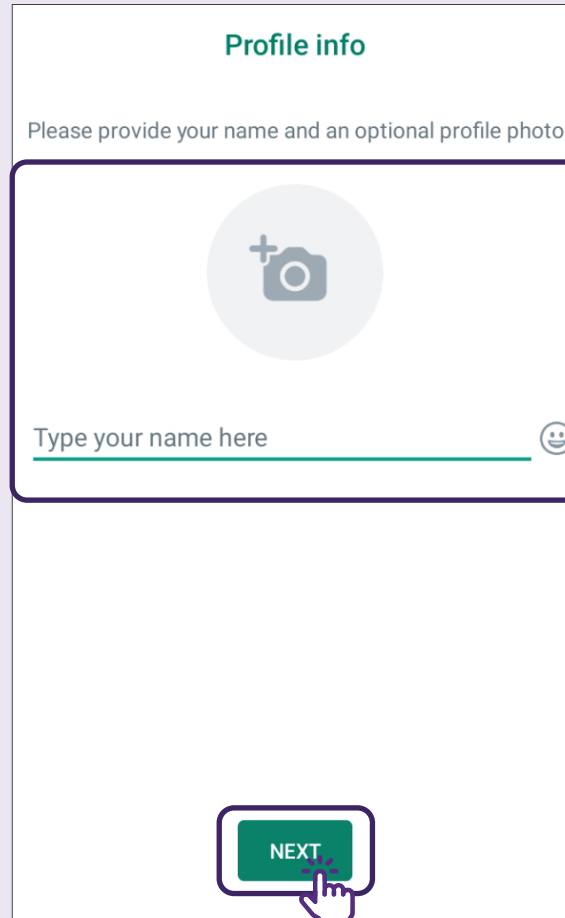 Profile info
Please provide your name and an optional profile photo
Type your name here
NEXT